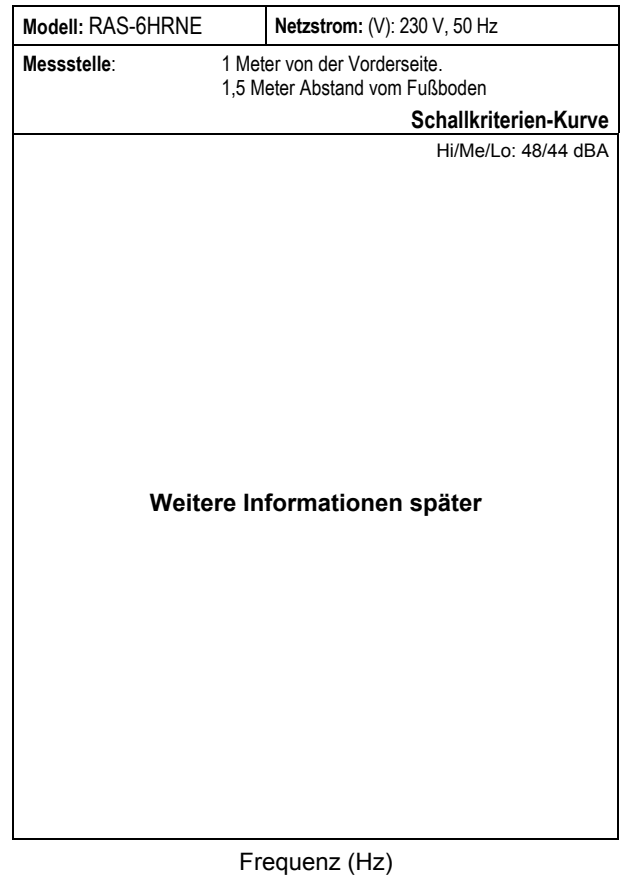 Modell: RAS-6HRNE
Netzstrom: (V): 230 V, 50 Hz
Messstelle: 1 Meter von der Vorderseite.
1,5 Meter Abstand vom Fußboden
Schallkriterien-Kurve
Hi/Me/Lo: 48/44 dBA
Weitere Informationen später
Frequenz (Hz)